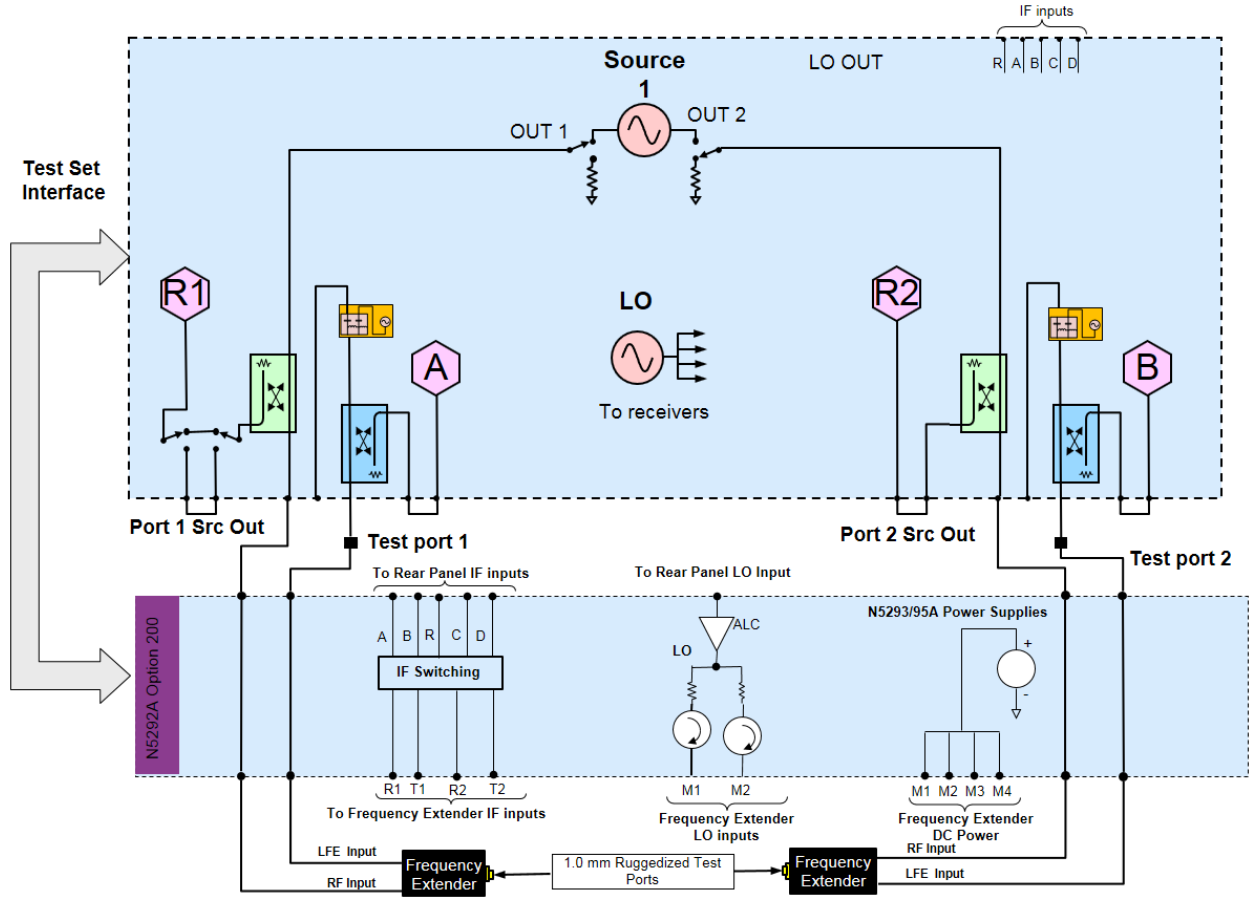 IF inputs
R A B C D
LO OUT
Source
1
OUT 1
OUT 2
Test Set
Interface
R1
A
LO
To receivers
R2
B
Port 1 Src Out
Test port 1
Port 2 Src Out
Test port 2
N5292A Option 200
To Rear Panel IF inputs
A B R C D
IF Switching
R1 T1 R2 T2
To Frequency Extender IF inputs
To Rear Panel LO Input
ALC
LO
M1 M2
Frequency Extender
LO inputs
N5293/95A Power Supplies
+
-
M1 M2 M3 M4
Frequency Extender
DC Power
LFE Input
RF Input
Frequency
Extender
1.0 mm Ruggedized Test
Ports
Frequency
Extender
RF Input
LFE Input